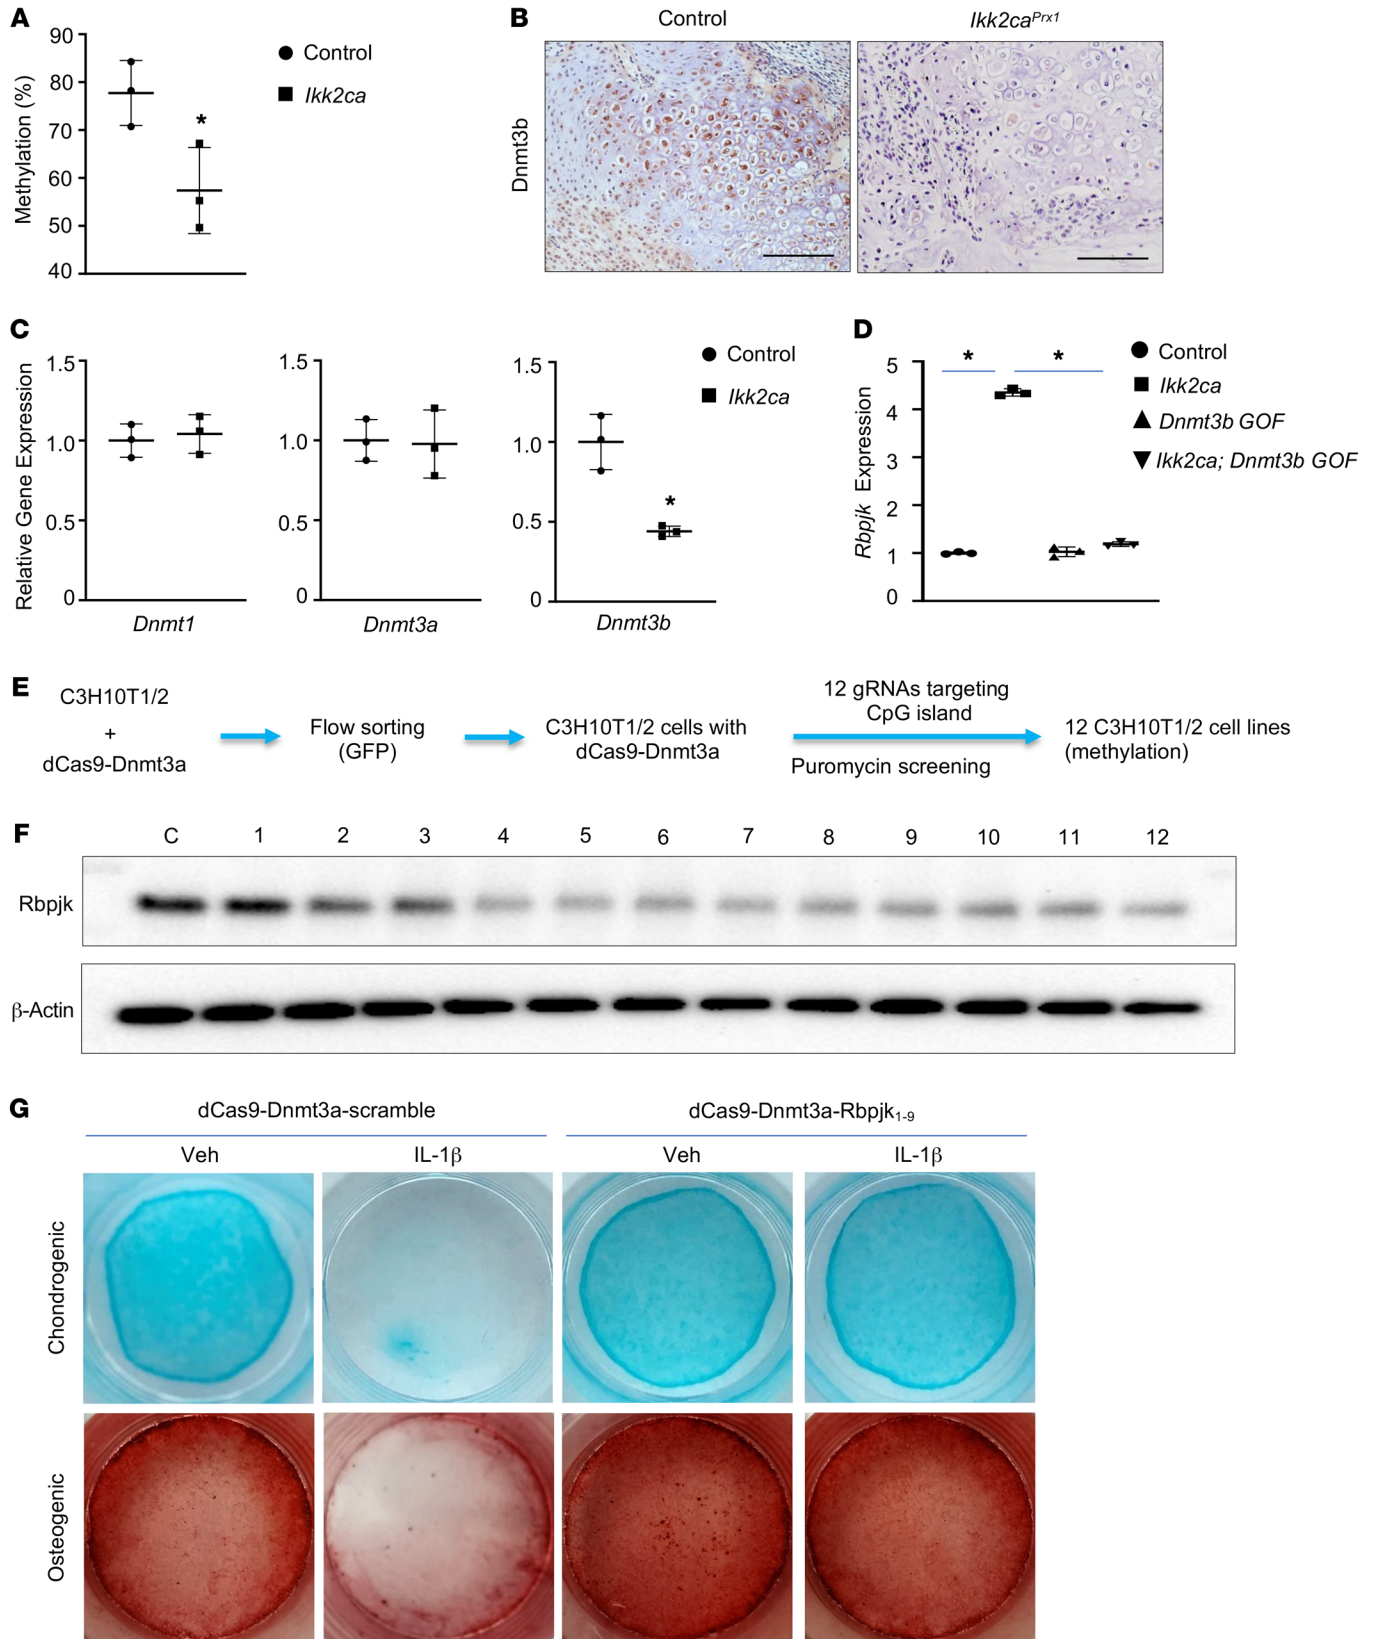 A
90
80
70
60
50
40
Methylation (%)
Control
Ikk2ca
*
B
Control
Ikk2caPrx1
Dnmt3b
C
Relative Gene Expression
1.5
1.0
0.5
0
Dnmt1
1.5
1.0
0.5
0
Dnmt3a
1.5
1.0
0.5
0
*
Dnmt3b
Control
Ikk2ca
D
Rbpjk Expression
5
4
3
2
1
0
*
*
Control
Ikk2ca
Dnmt3b GOF
Ikk2ca; Dnmt3b GOF
E
C3H10T1/2
+
dCas9-Dnmt3a
Flow sorting
(GFP)
C3H10T1/2 cells with
dCas9-Dnmt3a
12 gRNAs targeting
CpG island
Puromycin screening
12 C3H10T1/2 cell lines
(methylation)
F
C 1 2 3 4 5 6 7 8 9 10 11 12
Rbpjk
β-Actin
G
dCas9-Dnmt3a-scramble
dCas9-Dnmt3a-Rbpjk1-9
Veh
IL-1β
Veh
IL-1β
Chondrogenic
Osteogenic